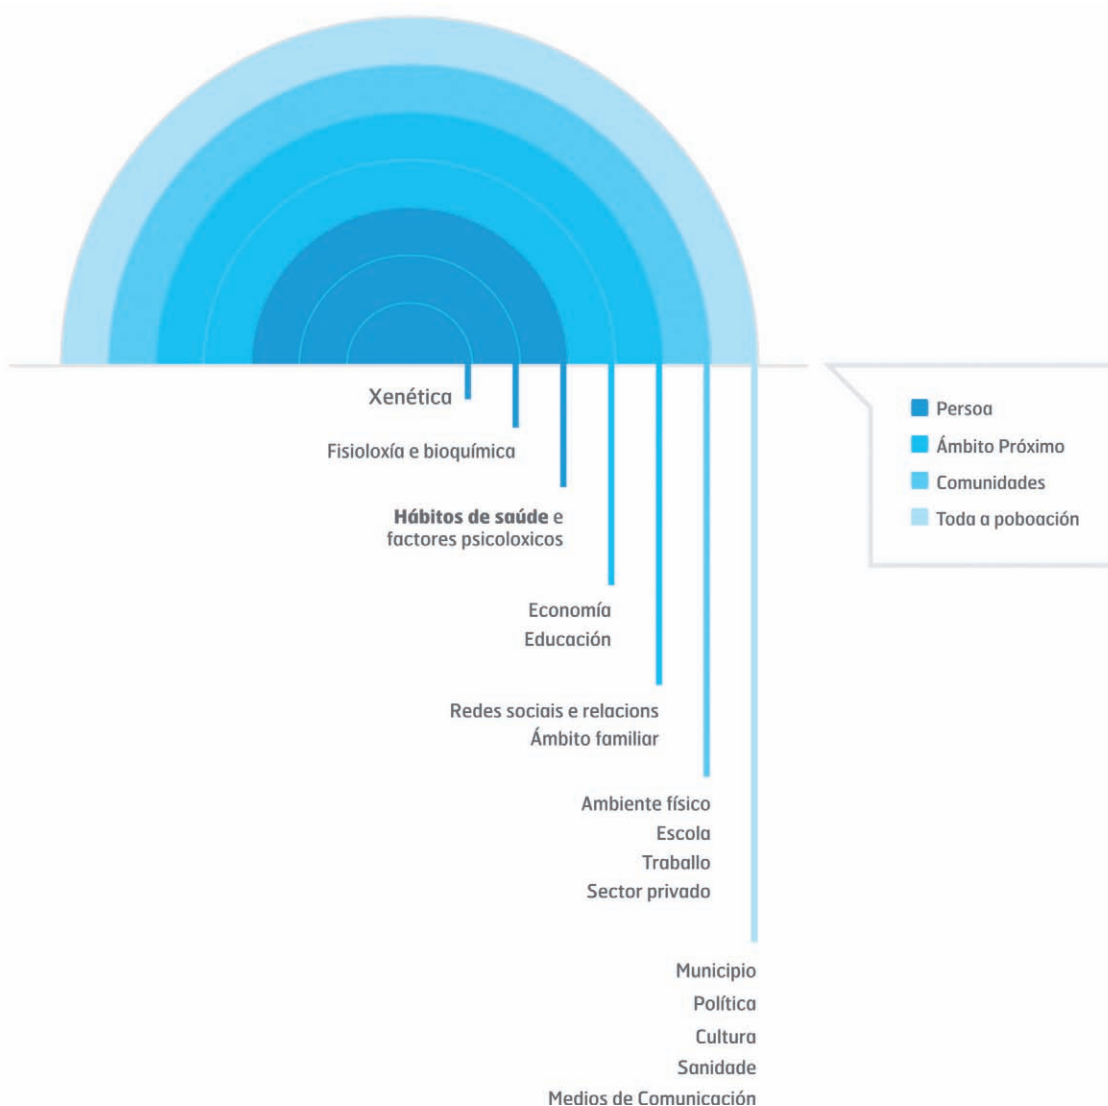 Xenética
Fisioloxía e bioquímica
Hábitos de saúde e
factores psicoloxicos
Economía
Educación
Redes sociais e relacions
Ámbito familiar
Ambiente físico
Escola
Traballo
Sector privado
Municipio
Política
Cultura
Sanidade
Medios de Comunicación
Persoa
Ámbito Próximo
Comunidades
Toda a poboación